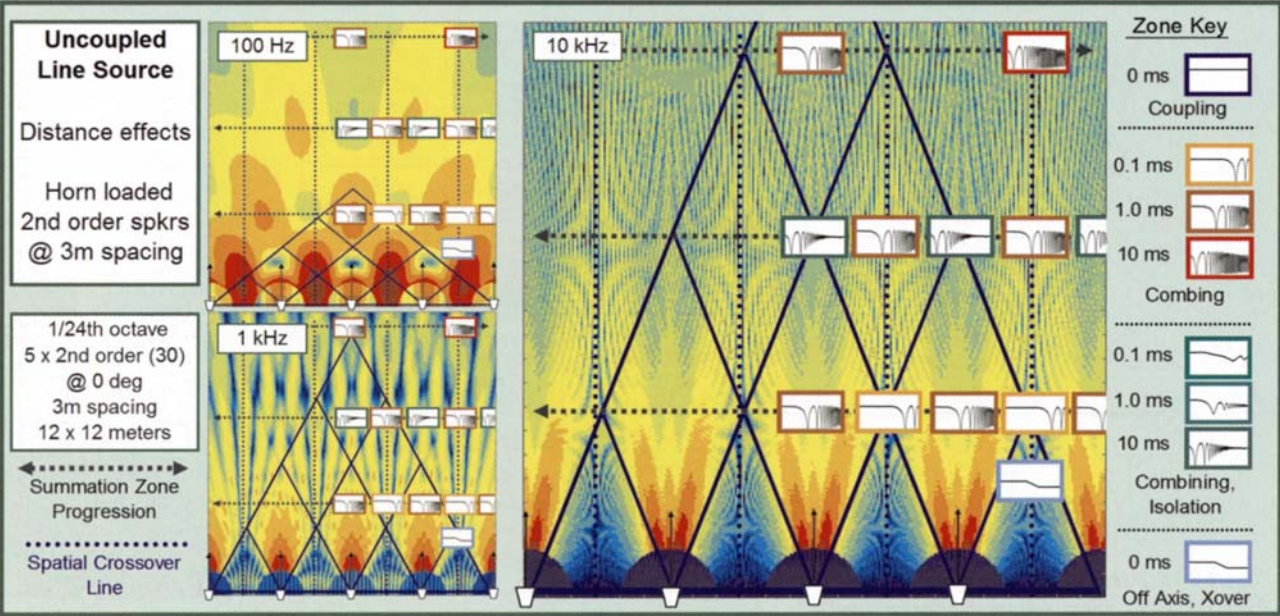 Uncoupled
Line Source
Distance effects
Horn loaded
2nd order spkrs
@ 3m spacing
1/24th octave
5 x 2nd order (30)
@ 0 deg
3m spacing
12 x 12 meters
Summation Zone
Progression
Spatial Crossover
Line
100 Hz
1 kHz
10 kHz
Zone Key
0 ms
Coupling
0.1 ms
1.0 ms
10 ms
Combing
0.1 ms
1.0 ms
10 ms
Combining,
Isolation
0 ms
Off Axis, Xover